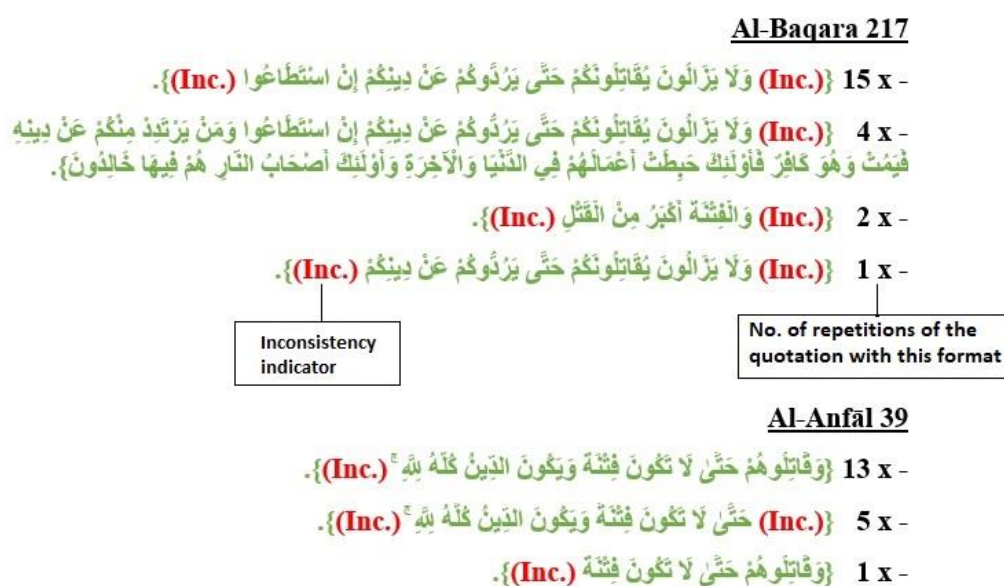 Al-Baqara 217
- 15 x {(Inc.) وَلَا يَزَالُونَ يُقَاتِلُونَكُمْ حَتَّى يَرُدُّوكُمْ عَنْ دِينِكُمْ إِنْ اسْتَطَاعُوا (Inc.)}.
- 4 x {(Inc.) وَلَا يَزَالُونَ يُقَاتِلُونَكُمْ حَتَّى يَرُدُّوكُمْ عَنْ دِينِكُمْ إِنْ اسْتَطَاعُوا وَمَنْ يَرْتَدِدْ مِنْكُمْ عَنْ دِينِهِ
فَيَمُتْ وَهُوَ كَافِرٌ فَأُوْلَئِكَ حَبِطَتْ أَعْمَالُهُمْ فِي الدُّنْيَا وَالْآخِرَةِ وَأُوْلَئِكَ أَصْحَابُ النَّارِ هُمْ فِيهَا خَالِدُونَ}.
- 2 x {(Inc.) وَالْفِتْنَةُ أَكْبَرُ مِنْ الْقَتْلِ (Inc.)}.
- 1 x {(Inc.) وَلَا يَزَالُونَ يُقَاتِلُونَكُمْ حَتَّى يَرُدُّوكُمْ عَنْ دِينِكُمْ (Inc.)}.
Inconsistency
indicator
No. of repetitions of the
quotation with this format
Al-Anfāl 39
- 13 x {وَقَاتِلُوهُمْ حَتَّىٰ لَا تَكُونَ فِتْنَةٌ وَيَكُونَ الدِّينُ كُلُّهُ لِلَّهِ ۚ (Inc.)}.
- 5 x {(Inc.) حَتَّىٰ لَا تَكُونَ فِتْنَةٌ وَيَكُونَ الدِّينُ كُلُّهُ لِلَّهِ ۚ (Inc.)}.
- 1 x {وَقَاتِلُوهُمْ حَتَّىٰ لَا تَكُونَ فِتْنَةٌ (Inc.)}.